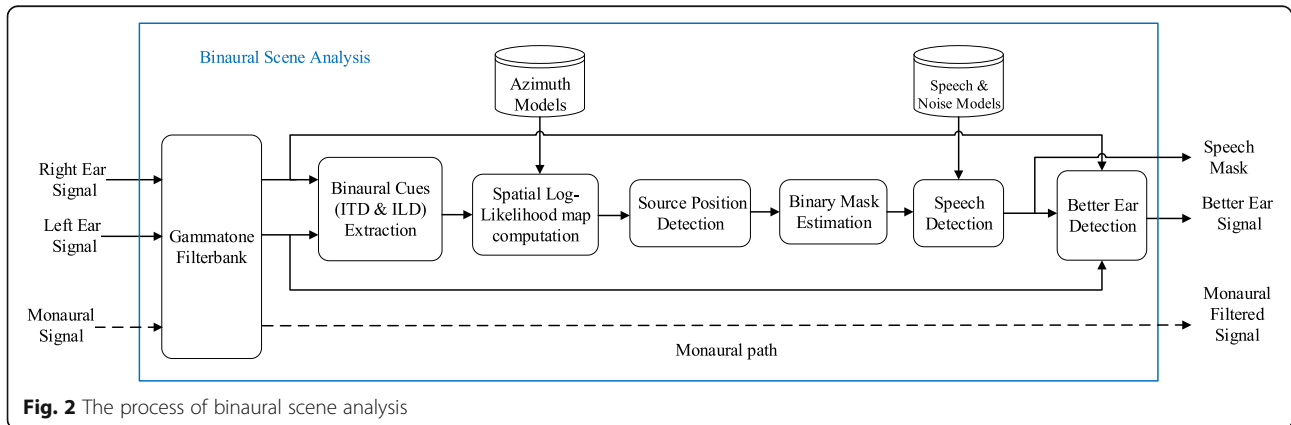 Binaural Scene Analysis
Azimuth
Models
Speech &
Noise Models
Right Ear
Signal
Left Ear
Signal
Monaural
Signal
Gammatone
Filterbank
Binaural Cues
(ITD & ILD)
Extraction
Spatial Log-
Likelihood map
computation
Source Position
Detection
Binary Mask
Estimation
Speech
Detection
Better Ear
Detection
Speech
Mask
Better Ear
Signal
Monaural
Filtered
Signal
Monaural path
Fig. 2 The process of binaural scene analysis